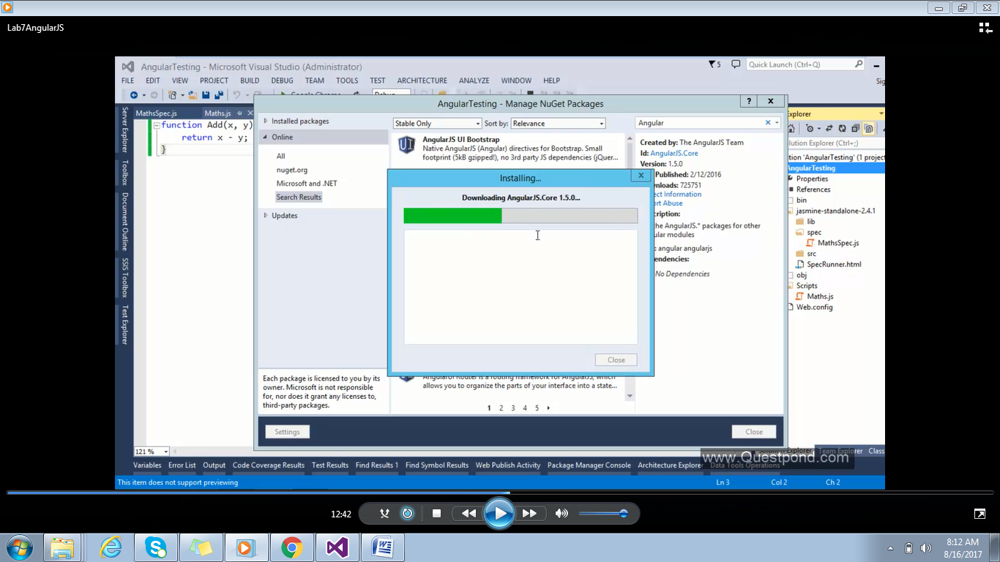 Lab7AngularJS
AngularTesting - Microsoft Visual Studio (Administrator)
5
Quick Launch (Ctrl+Q)
FILE EDIT VIEW PROJECT BUILD DEBUG TEAM TOOLS TEST ARCHITECTURE ANALYZE WINDOW HELP
Sig
Google Chrome
Debug
Server Explorer
Toolbox
Document Outline
SSIS Toolbox
Test Explorer
MathsSpec.js Maths.js
function Add(x, y)
return x - y;
}
AngularTesting - Manage NuGet Packages
?
Installed packages
Online
All
nuget.org
Microsoft and .NET
Search Results
Updates
Each package is licensed to you by its
owner. Microsoft is not responsible
for, nor does it grant any licenses to,
third-party packages.
Stable Only Sort by: Relevance
AngularJS UI Bootstrap
Native AngularJS (Angular) directives for Bootstrap. Small
footprint (5kB gzipped!), no 3rd party JS dependencies (jQuer...
Installing...
Downloading AngularJS.Core 1.5.0...
Close
AngularUI Router is a routing framework for AngularJS, which
allows you to organize the parts of your interface into a state...
1 2 3 4 5
Angular
Created by: The AngularJS Team
Id: AngularJS.Core
Version: 1.5.0
Published: 2/12/2016
nloads: 725751
ect Information
ort Abuse
cription:
the AngularJS.* packages for other
ular modules
: angular angularjs
endencies:
No Dependencies
Settings
Close
xplorer
olution Explorer (Ctrl+;)
tion 'AngularTesting' (1 project
AngularTesting
Properties
References
bin
jasmine-standalone-2.4.1
lib
spec
MathsSpec.js
src
SpecRunner.html
obj
Scripts
Maths.js
Web.config
121 %
Solution Explorer Team Explorer Class
www.Questpond.com
Variables Error List Output Code Coverage Results Test Results Find Results 1 Find Symbol Results Web Publish Activity Package Manager Console Architecture Explorer Data Tools Operations
This item does not support previewing
Ln 3 Col 2 Ch 2
12:42
8:12 AM
8/16/2017